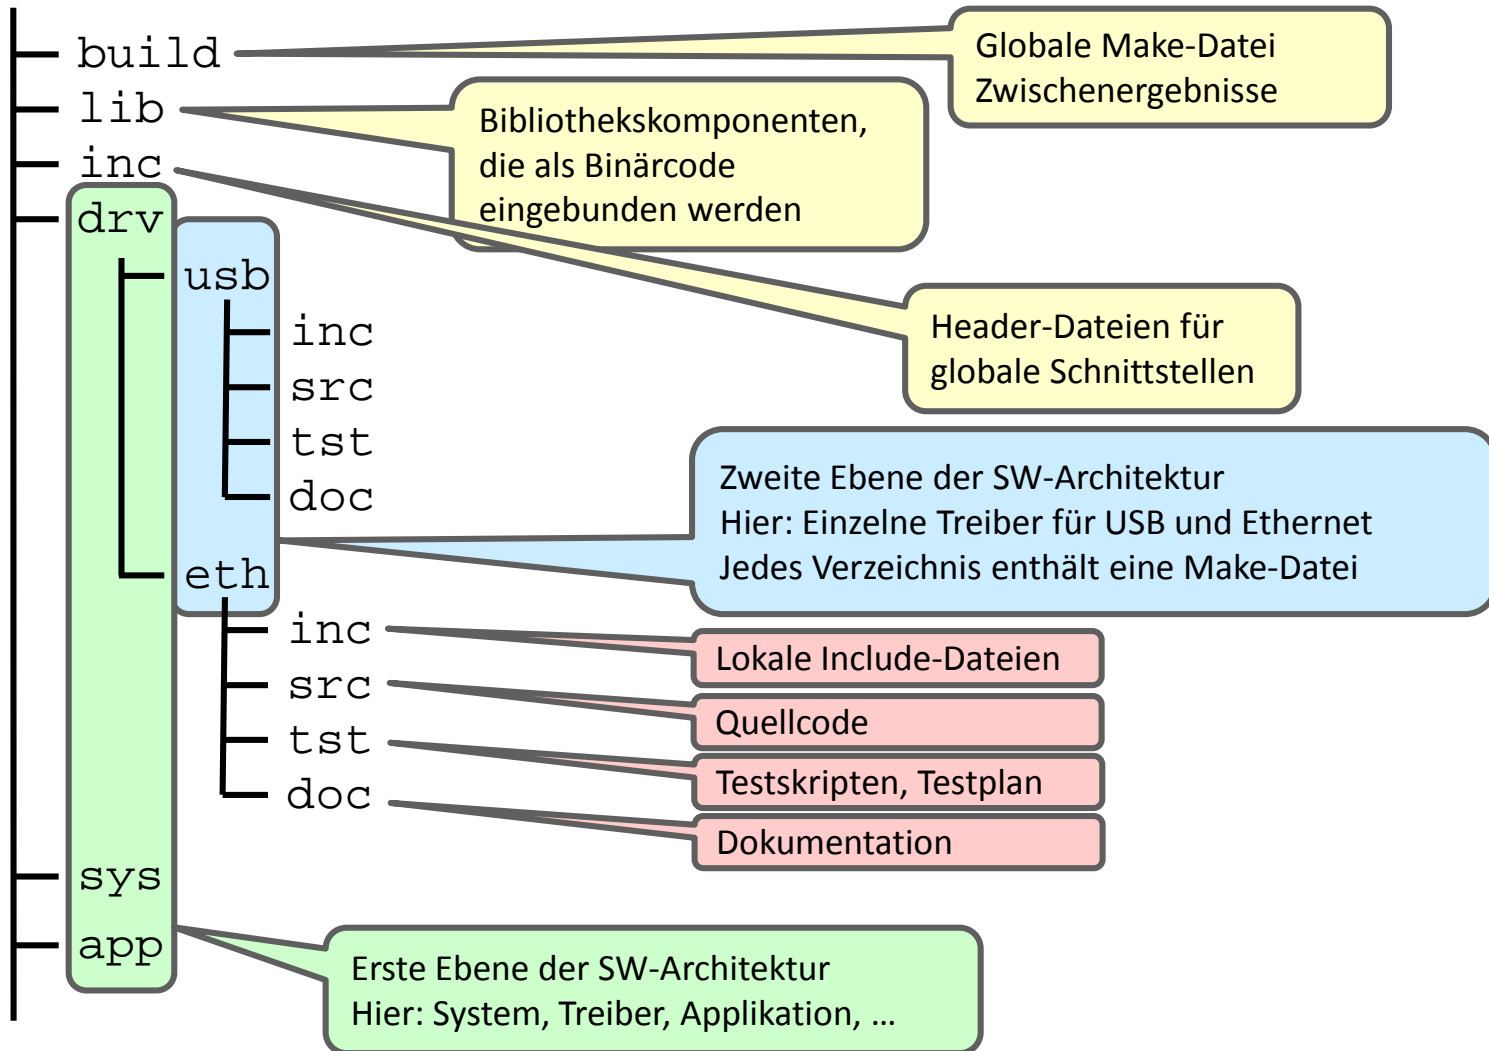 build
Globale Make-Datei
Zwischenergebnisse
lib
Bibliothekskomponenten,
die als Binärcode
eingebunden werden
inc
Header-Dateien für
globale Schnittstellen
drv
usb
inc
src
tst
doc
Zweite Ebene der SW-Architektur
Hier: Einzelne Treiber für USB und Ethernet
Jedes Verzeichnis enthält eine Make-Datei
eth
inc
Lokale Include-Dateien
src
Quellcode
tst
Testskripten, Testplan
doc
Dokumentation
sys
app
Erste Ebene der SW-Architektur
Hier: System, Treiber, Applikation, …